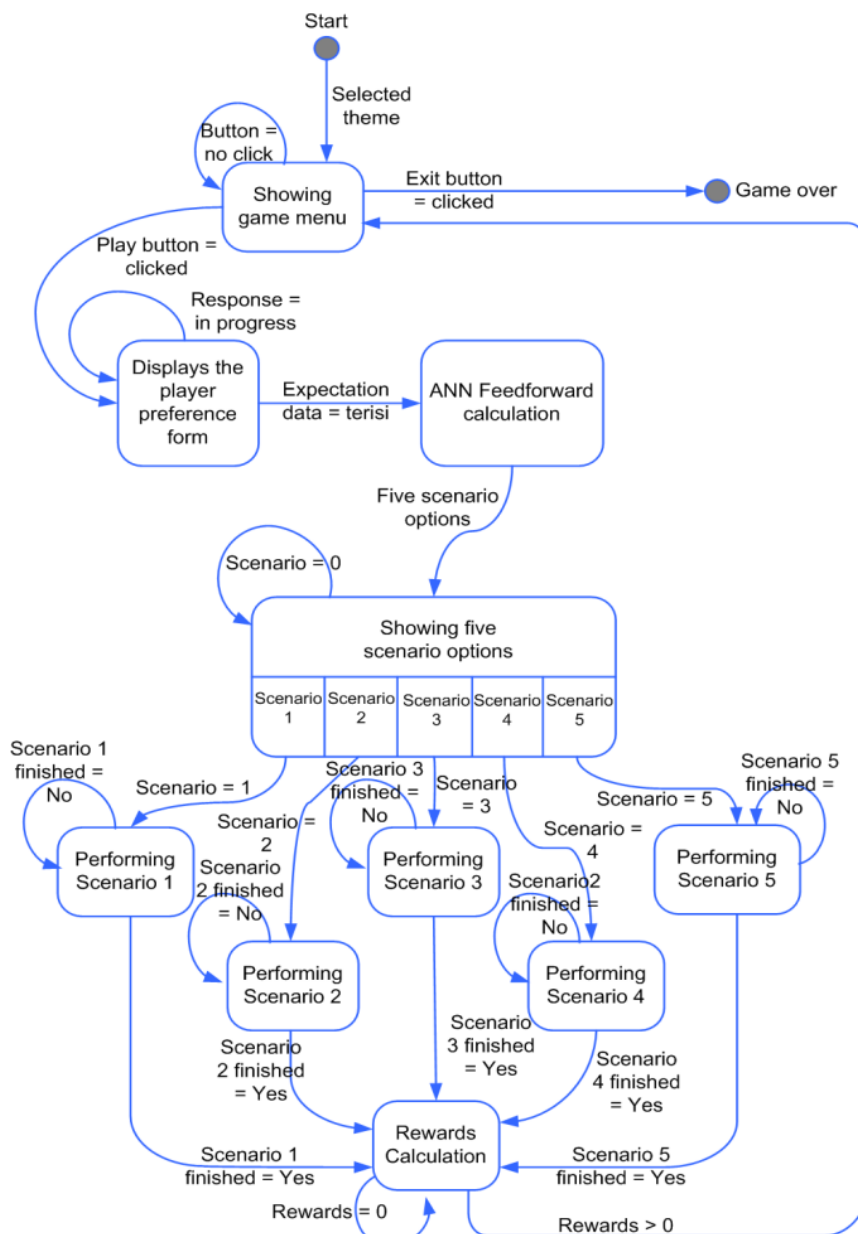 Start
Selected
theme
Button =
no click
Showing
game menu
Exit button
= clicked
Game over
Play button =
clicked
Response =
in progress
Displays the
player
preference
form
Expectation
data = terisi
ANN Feedforward
calculation
Five scenario
options
Scenario = 0
Showing five
scenario options
Scenario
1
Scenario
2
Scenario
3
Scenario
4
Scenario
5
Scenario 1
finished =
No
Scenario = 1
Performing
Scenario 1
Scenario =
2
Scenario
2 finished
= No
Performing
Scenario 2
Scenario 3
finished =
No
Scenario
= 3
Performing
Scenario 3
Scenario =
4
Scenario2
finished =
No
Performing
Scenario 4
Scenario = 5
Scenario 5
finished =
No
Performing
Scenario 5
Scenario
2 finished
= Yes
Scenario
3 finished
= Yes
Scenario
4 finished
= Yes
Scenario 1
finished = Yes
Rewards
Calculation
Scenario 5
finished = Yes
Rewards = 0
Rewards > 0